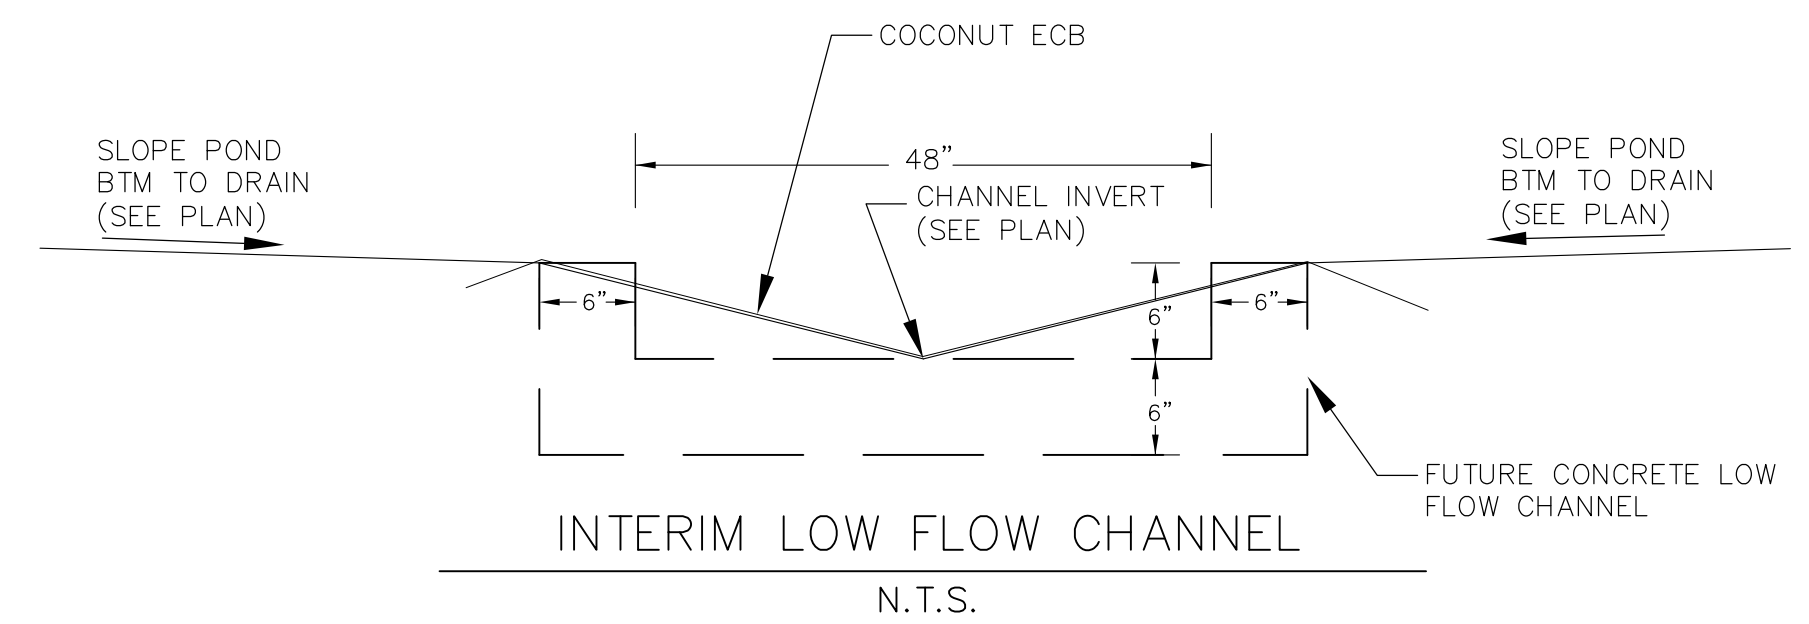 COCONUT ECB
SLOPE POND
BTM TO DRAIN
(SEE PLAN)
48”
CHANNEL INVERT
(SEE PLAN)
SLOPE POND
BTM TO DRAIN
(SEE PLAN)
6”
6”
6”
6”
FUTURE CONCRETE LOW
FLOW CHANNEL
INTERIM LOW FLOW CHANNEL
N.T.S.